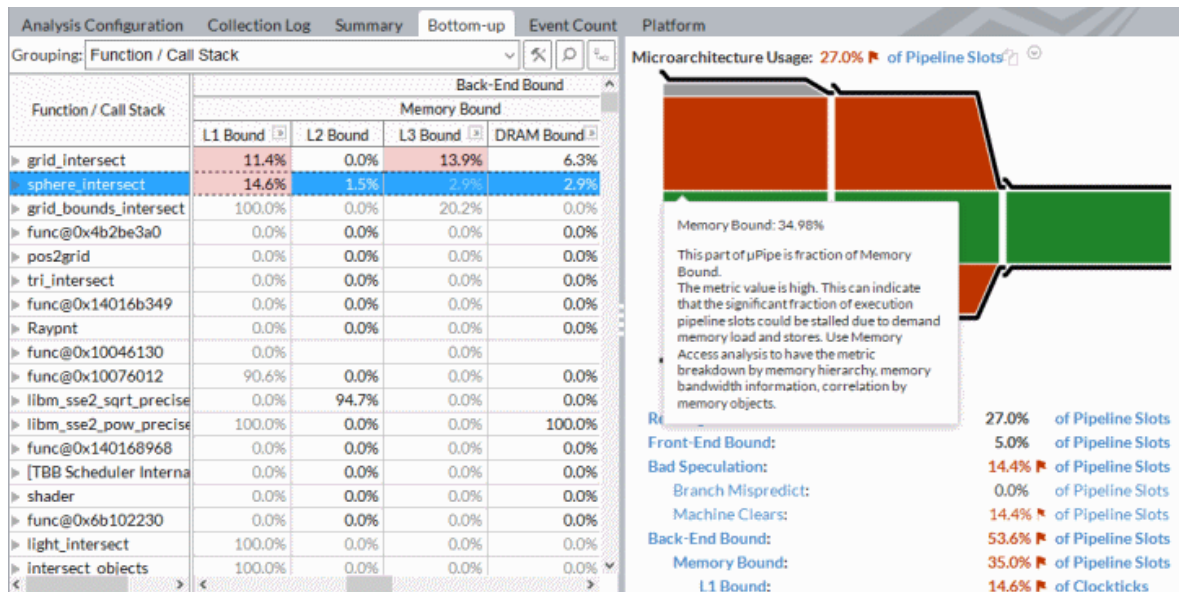 Analysis Configuration Collection Log Summary Bottom-up Event Count Platform
Grouping: Function / Call Stack
Function / Call Stack
Back-End Bound
Memory Bound
L1 Bound L2 Bound L3 Bound DRAM Bound
grid_intersect 11.4% 0.0% 13.9% 6.3%
sphere_intersect 14.6% 1.5% 2.9% 2.9%
grid_bounds_intersect 100.0% 0.0% 20.2% 0.0%
func@0x4b2be3a0 0.0% 0.0% 0.0% 0.0%
pos2grid 0.0% 0.0% 0.0% 0.0%
tri_intersect 0.0% 0.0% 0.0% 0.0%
func@0x14016b349 0.0% 0.0% 0.0% 0.0%
Raypnt 0.0% 0.0% 0.0% 0.0%
func@0x10046130 0.0% 0.0%
func@0x10076012 90.6% 0.0% 0.0% 0.0%
libm_sse2_sqrt_precise 0.0% 94.7% 0.0% 0.0%
libm_sse2_pow_precise 100.0% 0.0% 0.0% 100.0%
func@0x140168968 0.0% 0.0% 0.0% 0.0%
[TBB Scheduler Interna 0.0% 0.0% 0.0% 0.0%
shader 0.0% 0.0% 0.0% 0.0%
func@0x6b102230 0.0% 0.0% 0.0% 0.0%
light_intersect 100.0% 0.0% 0.0% 0.0%
intersect_objects 100.0% 0.0% 0.0% 0.0%
Microarchitecture Usage: 27.0% of Pipeline Slots
Memory Bound: 34.98%
This part of µPipe is fraction of Memory
Bound.
The metric value is high. This can indicate
that the significant fraction of execution
pipeline slots could be stalled due to demand
memory load and stores. Use Memory
Access analysis to have the metric
breakdown by memory hierarchy, memory
bandwidth information, correlation by
memory objects.
27.0% of Pipeline Slots
Front-End Bound: 5.0% of Pipeline Slots
Bad Speculation: 14.4% of Pipeline Slots
Branch Mispredict: 0.0% of Pipeline Slots
Machine Clears: 14.4% of Pipeline Slots
Back-End Bound: 53.6% of Pipeline Slots
Memory Bound: 35.0% of Pipeline Slots
L1 Bound: 14.6% of Clockticks